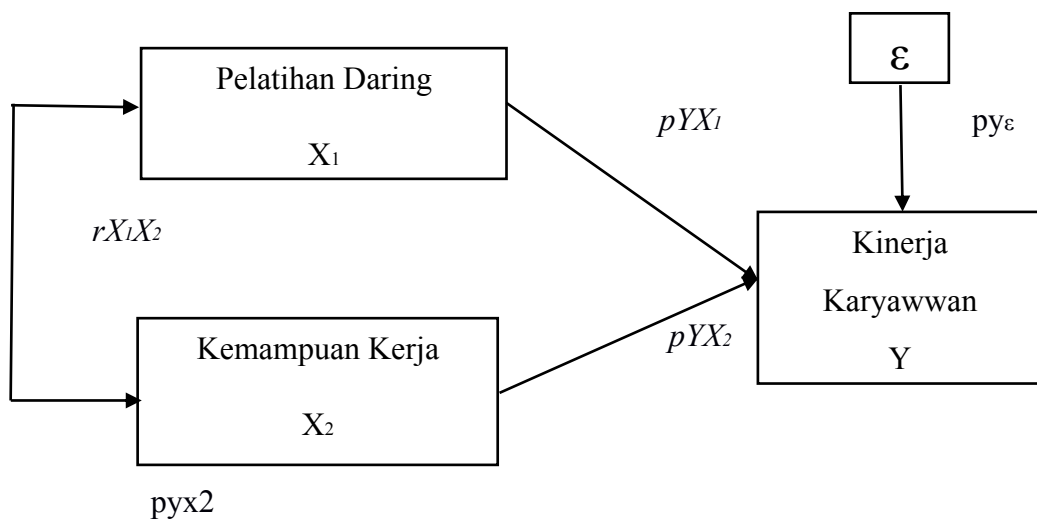 ε
Pelatihan Daring
X₁
pYX₁
pyε
rX₁X₂
Kinerja
Karyawwan
Y
Kemampuan Kerja
X₂
pYX₂
pyx2